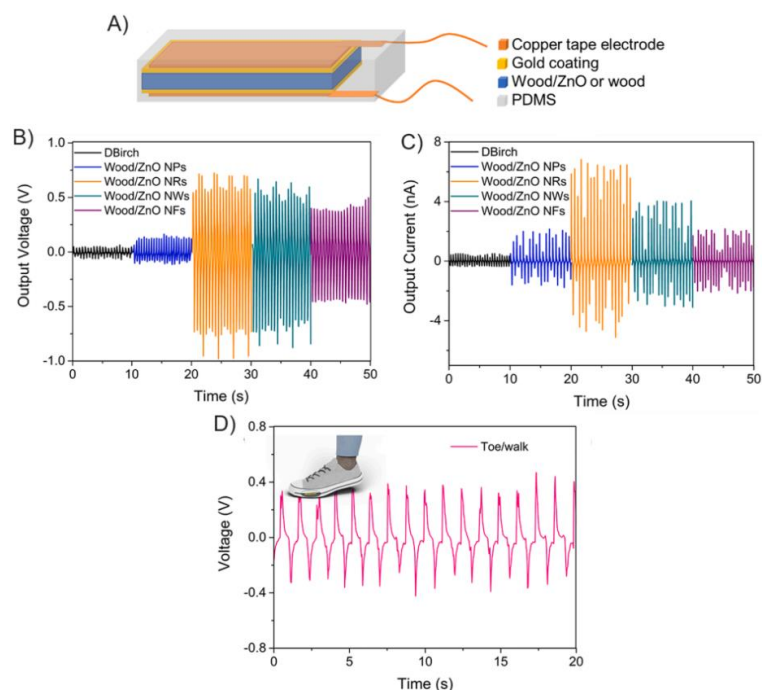 A)
Copper tape electrode
Gold coating
Wood/ZnO or wood
PDMS
B)
1.0
0.5
0.0
-0.5
-1.0
Output Voltage (V)
DBirch
Wood/ZnO NPs
Wood/ZnO NRs
Wood/ZnO NWs
Wood/ZnO NFs
0 10 20 30 40 50
Time (s)
C)
8
4
0
-4
Output Current (nA)
DBirch
Wood/ZnO NPs
Wood/ZnO NRs
Wood/ZnO NWs
Wood/ZnO NFs
0 10 20 30 40 50
Time (s)
D)
0.8
0.4
0.0
-0.4
-0.8
Voltage (V)
Toe/walk
0 5 10 15 20
Time (s)